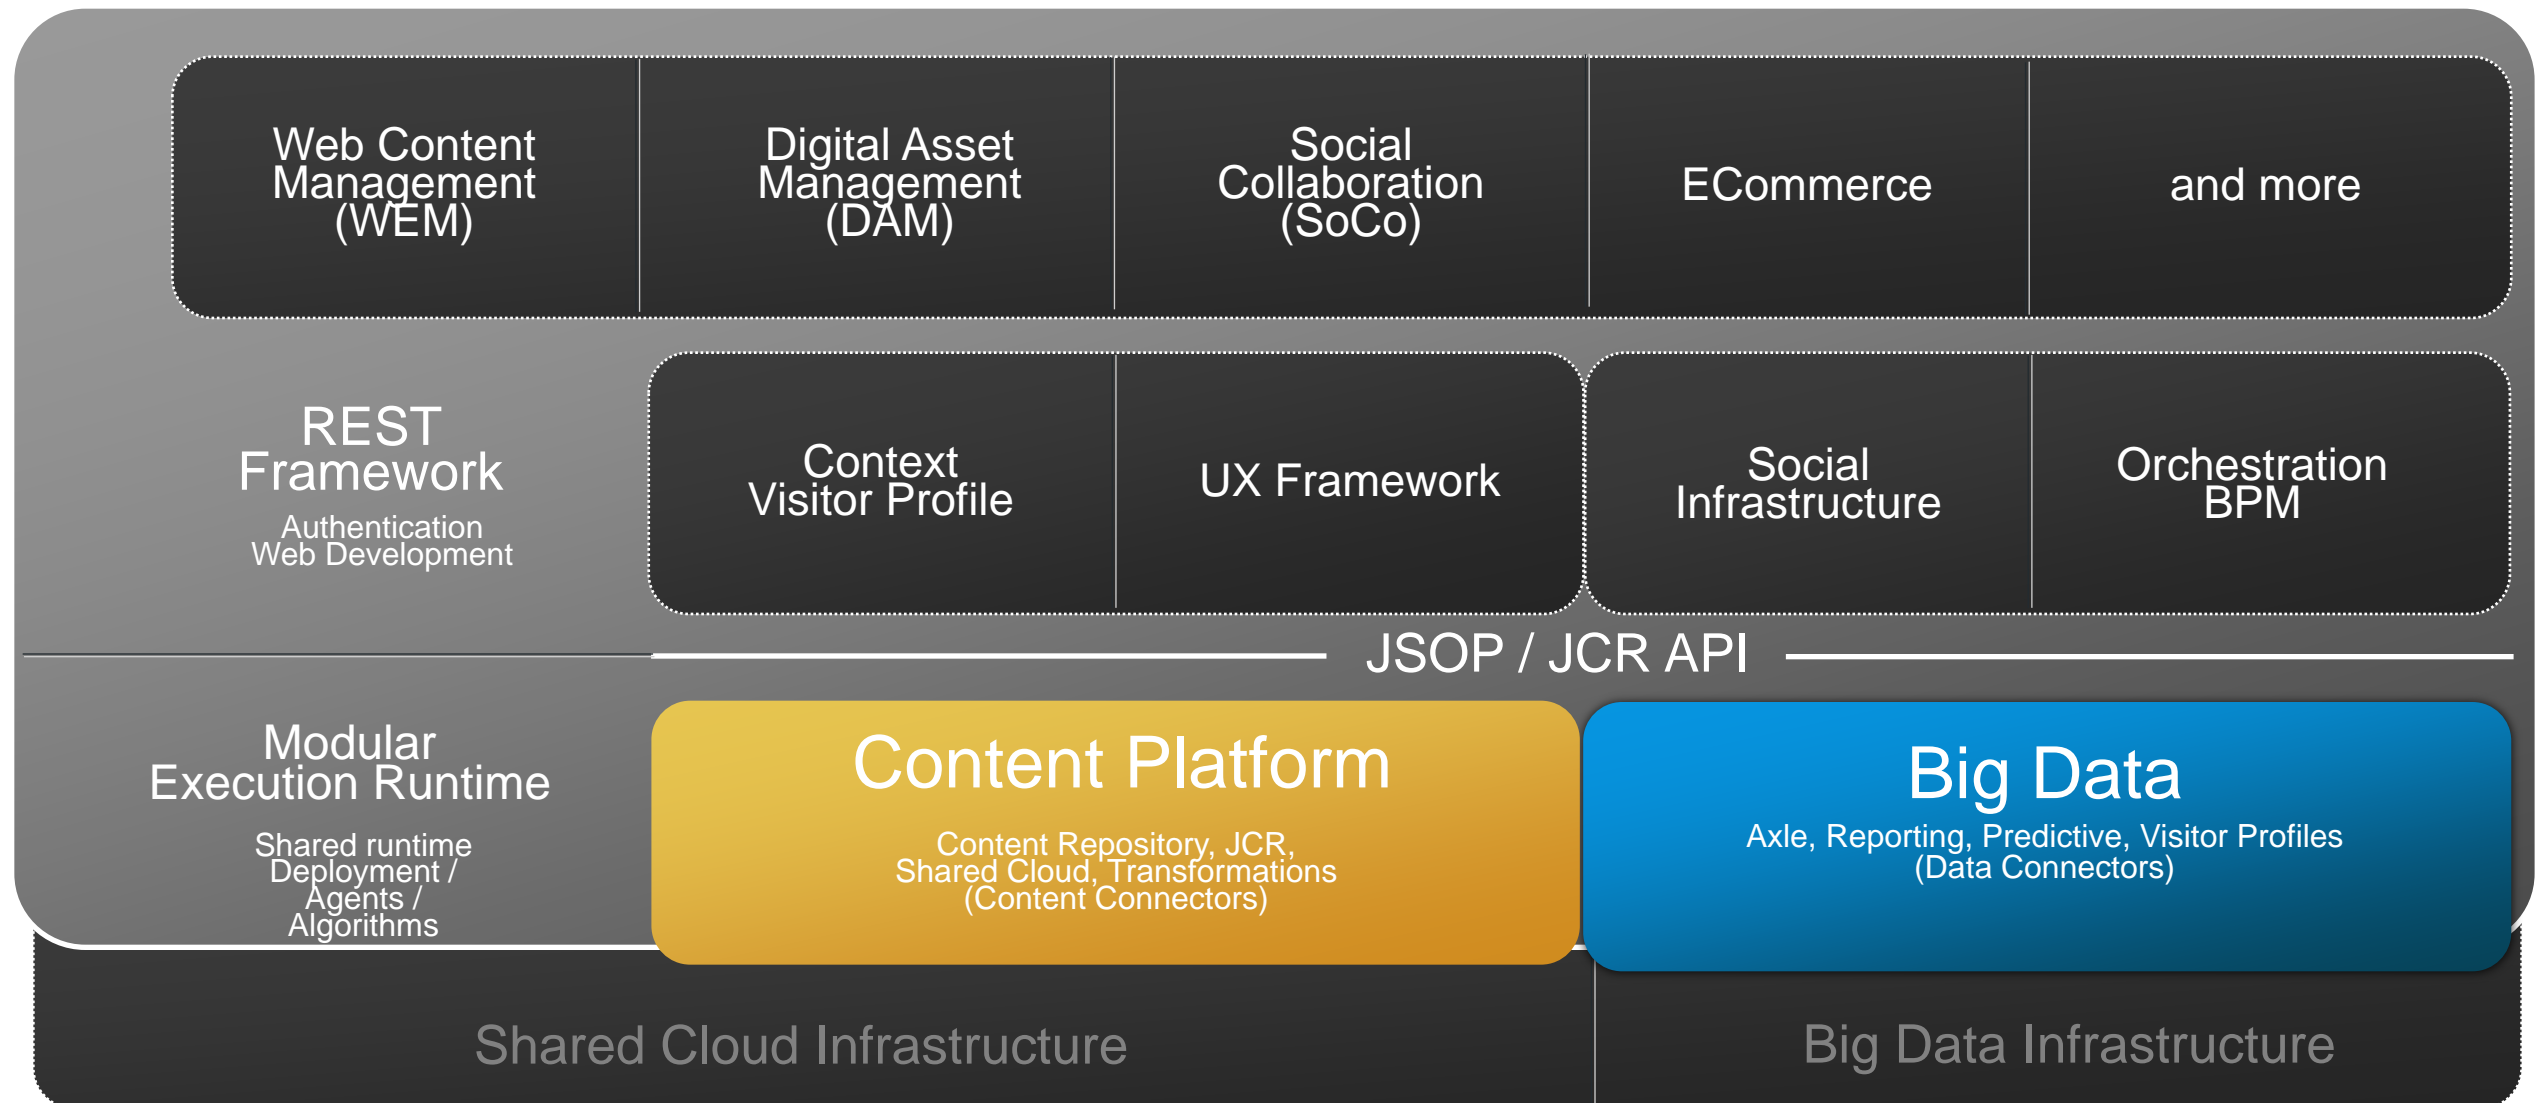 Web Content
Management
(WEM)
Digital Asset
Management
(DAM)
Social
Collaboration
(SoCo)
ECommerce
and more
REST
Framework
Authentication
Web Development
Context
Visitor Profile
UX Framework
Social
Infrastructure
Orchestration
BPM
JSOP / JCR API
Modular
Execution Runtime
Shared runtime
Deployment /
Agents /
Algorithms
Content Platform
Content Repository, JCR,
Shared Cloud, Transformations
(Content Connectors)
Big Data
Axle, Reporting, Predictive, Visitor Profiles
(Data Connectors)
Shared Cloud Infrastructure
Big Data Infrastructure